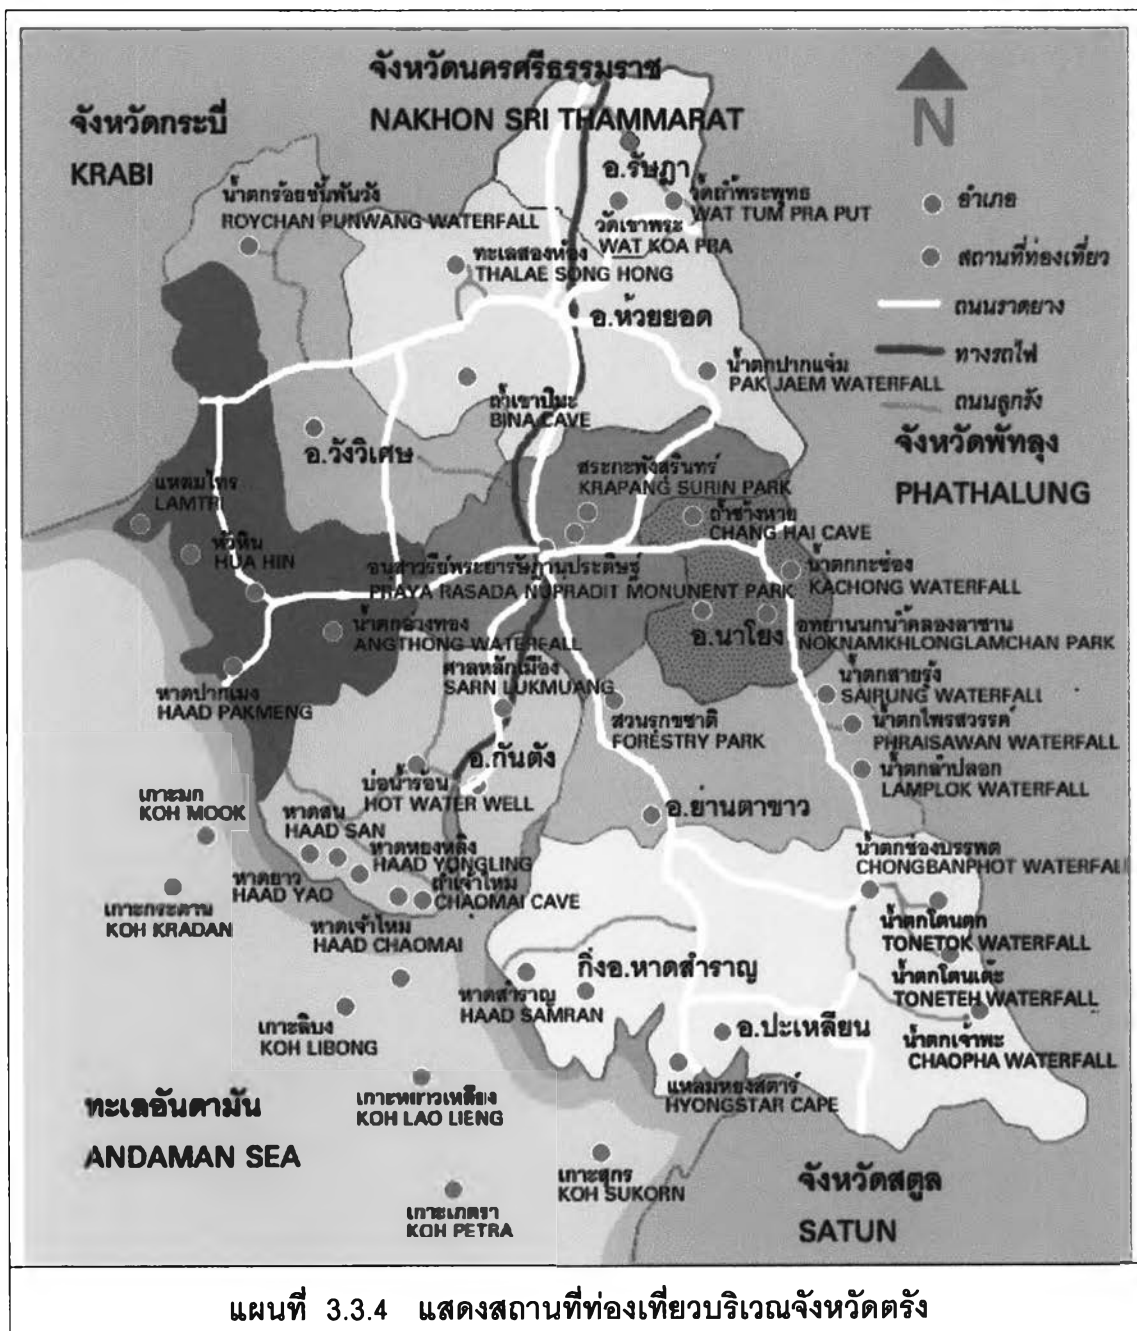 จังหวัดนครศรีธรรมราช
NAKHON SRI THAMMARAT
จังหวัดกระบี่
KRABI
N
อ.รัษฎา
น้ำตกร้อยชั้นพันวัง
ROYCHAN PUNWANG WATERFALL
วัดถ้ำพระพุทธ
WAT TUM PRA PUT
วัดเขาพระ
WAT KOA PRA
อำเภอ
ทะเลสองห้อง
THALAE SONG HONG
สถานที่ท่องเที่ยว
ถนนราดยาง
อ.ห้วยยอด
ทางรถไฟ
น้ำตกปากแจ่ม
PAK JAEM WATERFALL
ถ้ำเขาปินะ
BINA CAVE
ถนนลูกรัง
อ.วังวิเศษ
จังหวัดพัทลุง
PHATHALUNG
สระกะพังสุรินทร์
KRAPANG SURIN PARK
แหลมไทร
LAMTRI
ถ้ำช้างหาย
CHANG HAI CAVE
หัวหิน
HUA HIN
อนุสาวรีย์พระยารัษฎานุประดิษฐ์
PRAYA RASADA NUPRADIT MONUNENT PARK
น้ำตกกะช่อง
KACHONG WATERFALL
น้ำตกอ่างทอง
ANGTHONG WATERFALL
อ.นาโยง
อุทยานนกน้ำคลองลำชาน
NOKNAMKHLONGLAMCHAN PARK
ศาลหลักเมือง
SARN LUKMUANG
หาดปากเมง
HAAD PAKMENG
น้ำตกสายรุ้ง
SAIRUNG WATERFALL
สวนรุกขชาติ
FORESTRY PARK
น้ำตกไพรสวรรค์
PHRAISAWAN WATERFALL
อ.กันตัง
บ่อน้ำร้อน
HOT WATER WELL
น้ำตกลำปลอก
LAMPLOK WATERFALL
เกาะมุก
KOH MOOK
หาดสน
HAAD SAN
อ.ย่านตาขาว
หาดหยงหลิง
HAAD YONGLING
น้ำตกช่องบรรพต
CHONGBANPHOT WATERFALL
หาดยาว
HAAD YAO
ถ้ำเจ้าไหม
CHAOMAI CAVE
เกาะกระดาน
KOH KRADAN
หาดเจ้าไหม
HAAD CHAOMAI
น้ำตกโตนตก
TONETOK WATERFALL
กิ่งอ.หาดสำราญ
หาดสำราญ
HAAD SAMRAN
น้ำตกโตนเต๊ะ
TONETEH WATERFALL
เกาะลิบง
KOH LIBONG
อ.ปะเหลียน
น้ำตกเจ้าพะ
CHAOPHA WATERFALL
แหลมหยงสตาร์
HYONGSTAR CAPE
เกาะเหลาเหลียง
KOH LAO LIENG
ทะเลอันดามัน
ANDAMAN SEA
เกาะสุกร
KOH SUKORN
จังหวัดสตูล
SATUN
เกาะเภตรา
KOH PETRA
แผนที่ 3.3.4 แสดงสถานที่ท่องเที่ยวบริเวณจังหวัดตรัง